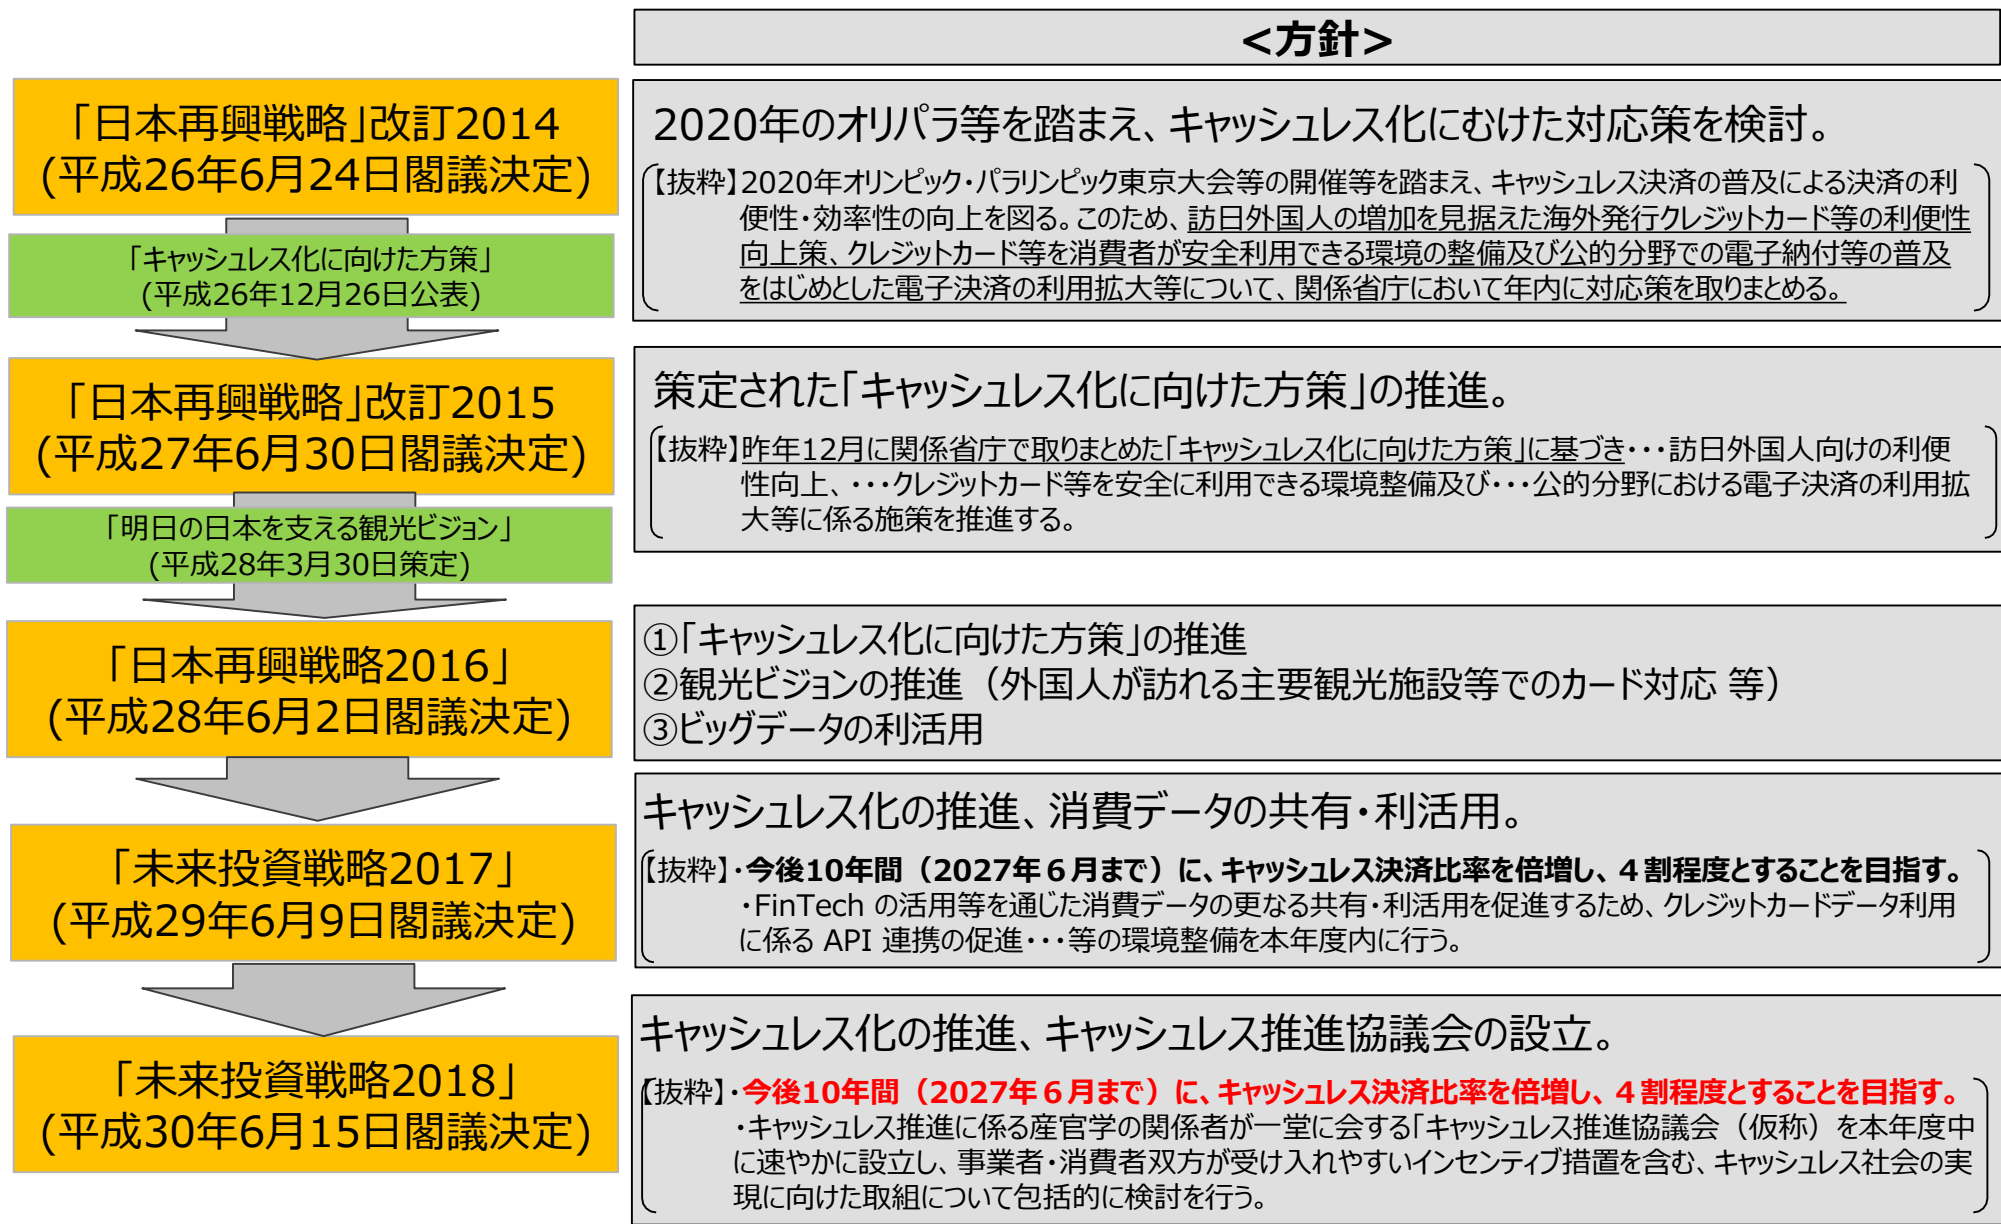 <方針>
「日本再興戦略」改訂2014
(平成26年6月24日閣議決定)
2020年のオリパラ等を踏まえ、キャッシュレス化にむけた対応策を検討。
【抜粋】2020年オリンピック・パラリンピック東京大会等の開催等を踏まえ、キャッシュレス決済の普及による決済の利
便性・効率性の向上を図る。このため、訪日外国人の増加を見据えた海外発行クレジットカード等の利便性
向上策、クレジットカード等を消費者が安全利用できる環境の整備及び公的分野での電子納付等の普及
をはじめとした電子決済の利用拡大等について、関係省庁において年内に対応策を取りまとめる。
「キャッシュレス化に向けた方策」
(平成26年12月26日公表)
「日本再興戦略」改訂2015
(平成27年6月30日閣議決定)
策定された「キャッシュレス化に向けた方策」の推進。
【抜粋】昨年12月に関係省庁で取りまとめた「キャッシュレス化に向けた方策」に基づき・・・訪日外国人向けの利便
性向上、・・・クレジットカード等を安全に利用できる環境整備及び・・・公的分野における電子決済の利用拡
大等に係る施策を推進する。
「明日の日本を支える観光ビジョン」
(平成28年3月30日策定)
「日本再興戦略2016」
(平成28年6月2日閣議決定)
①「キャッシュレス化に向けた方策」の推進
②観光ビジョンの推進（外国人が訪れる主要観光施設等でのカード対応 等）
③ビッグデータの利活用
「未来投資戦略2017」
(平成29年6月9日閣議決定)
キャッシュレス化の推進、消費データの共有・利活用。
【抜粋】・今後10年間（2027年６月まで）に、キャッシュレス決済比率を倍増し、４割程度とすることを目指す。
・FinTech の活用等を通じた消費データの更なる共有・利活用を促進するため、クレジットカードデータ利用
に係る API 連携の促進・・・等の環境整備を本年度内に行う。
「未来投資戦略2018」
(平成30年6月15日閣議決定)
キャッシュレス化の推進、キャッシュレス推進協議会の設立。
【抜粋】・今後10年間（2027年６月まで）に、キャッシュレス決済比率を倍増し、４割程度とすることを目指す。
・キャッシュレス推進に係る産官学の関係者が一堂に会する「キャッシュレス推進協議会（仮称）を本年度中
に速やかに設立し、事業者・消費者双方が受け入れやすいインセンティブ措置を含む、キャッシュレス社会の実
現に向けた取組について包括的に検討を行う。